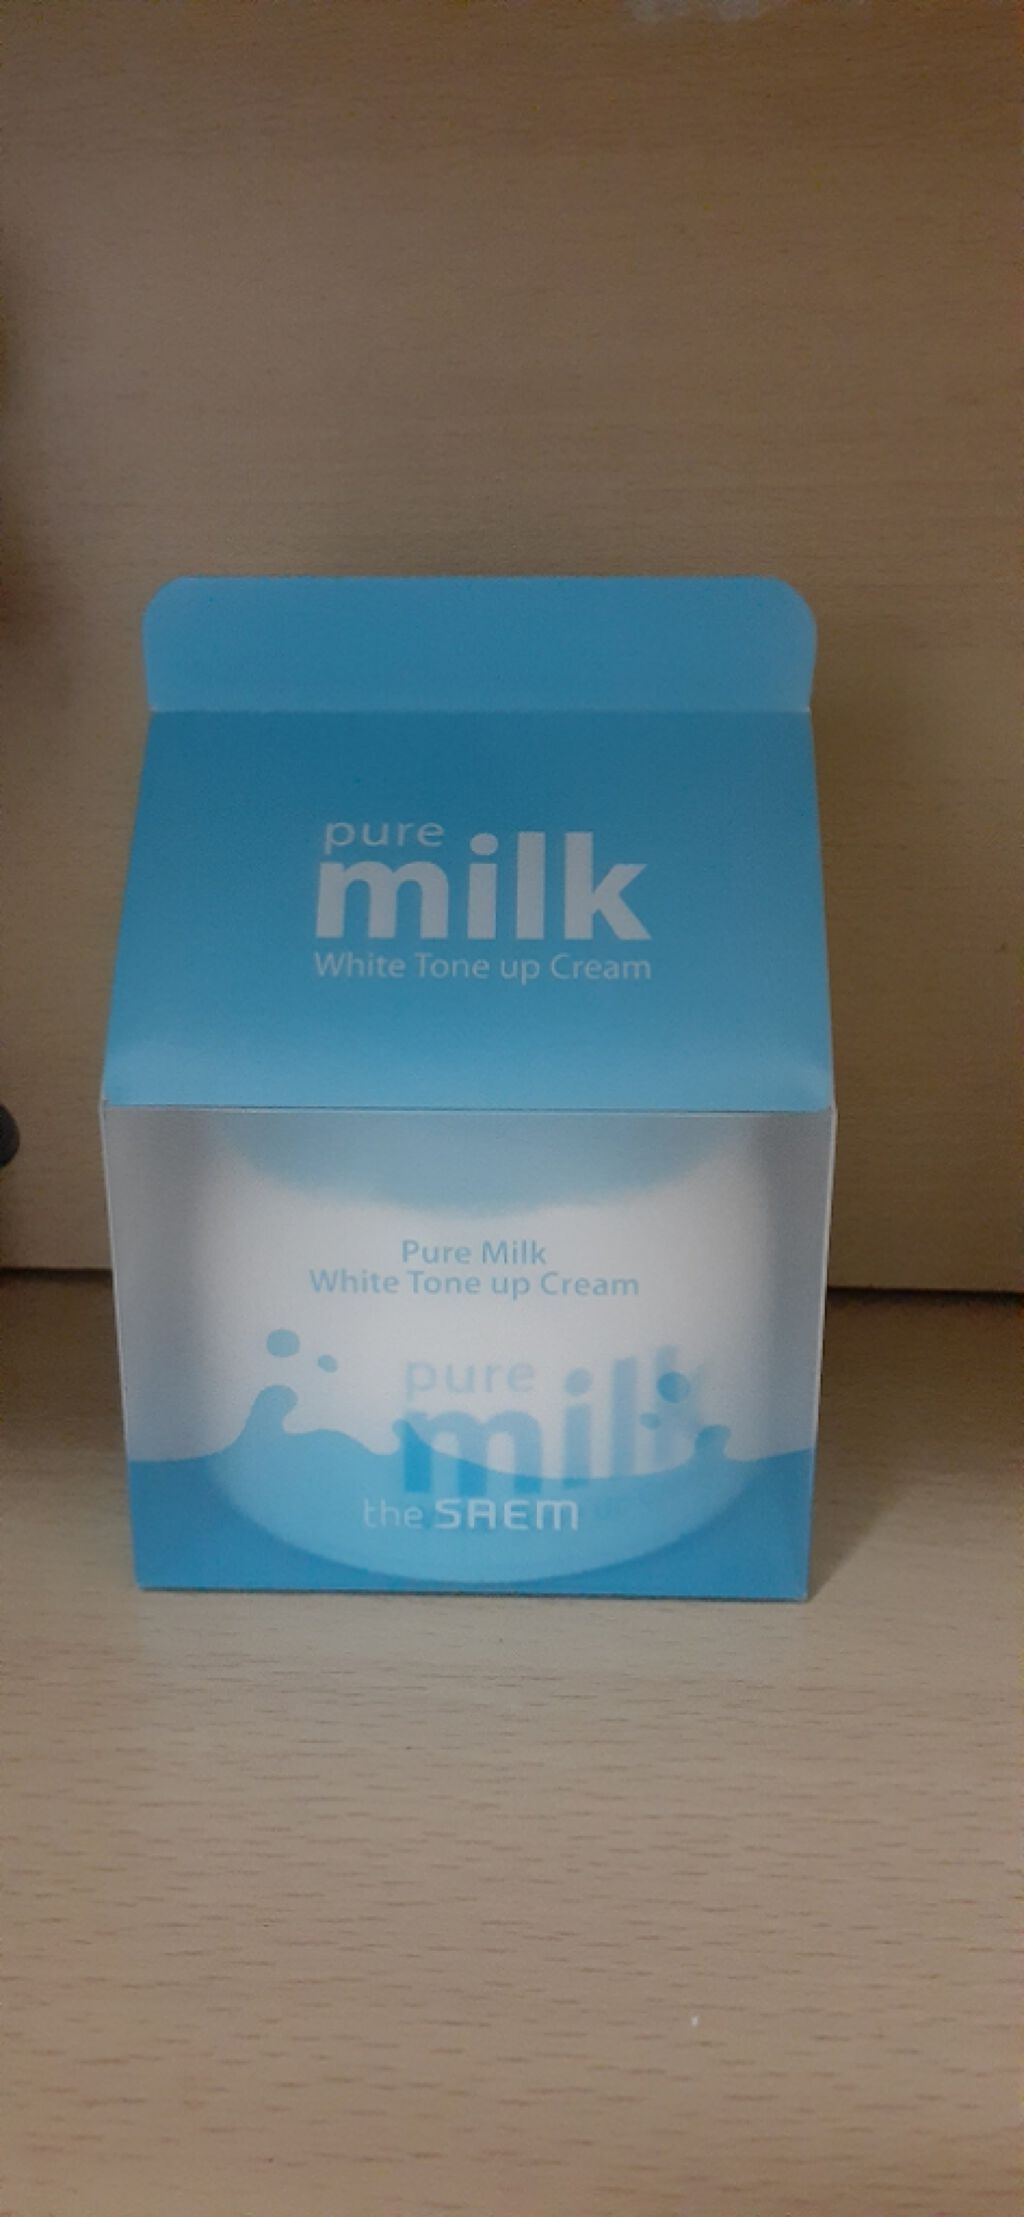 pure
milk
White Tone up Cream
Pure Milk
White Tone up Cream
pure
milk
the SAEM